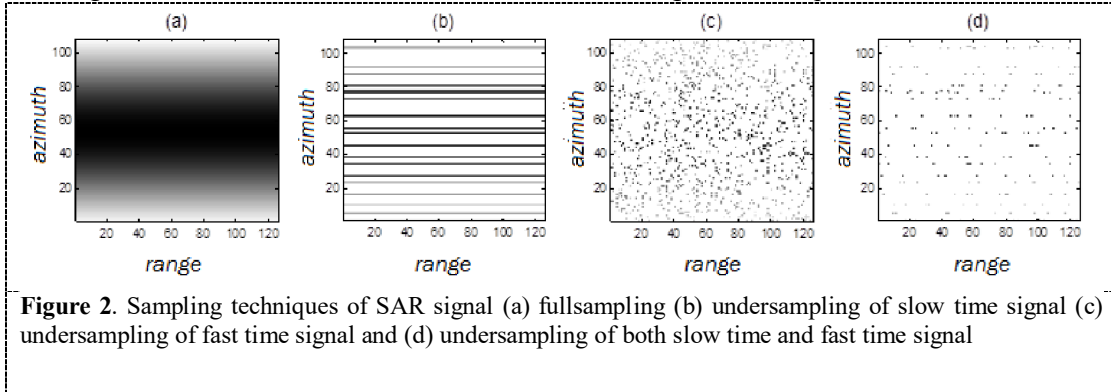 (a) (b) (c) (d)
100 100 100 100
80 80 80 80
60 60 60 60
40 40 40 40
20 20 20 20
azimuth azimuth azimuth azimuth
20 40 60 80 100 120 20 40 60 80 100 120 20 40 60 80 100 120 20 40 60 80 100 120
range range range range
Figure 2. Sampling techniques of SAR signal (a) fullsampling (b) undersampling of slow time signal (c)
undersampling of fast time signal and (d) undersampling of both slow time and fast time signal